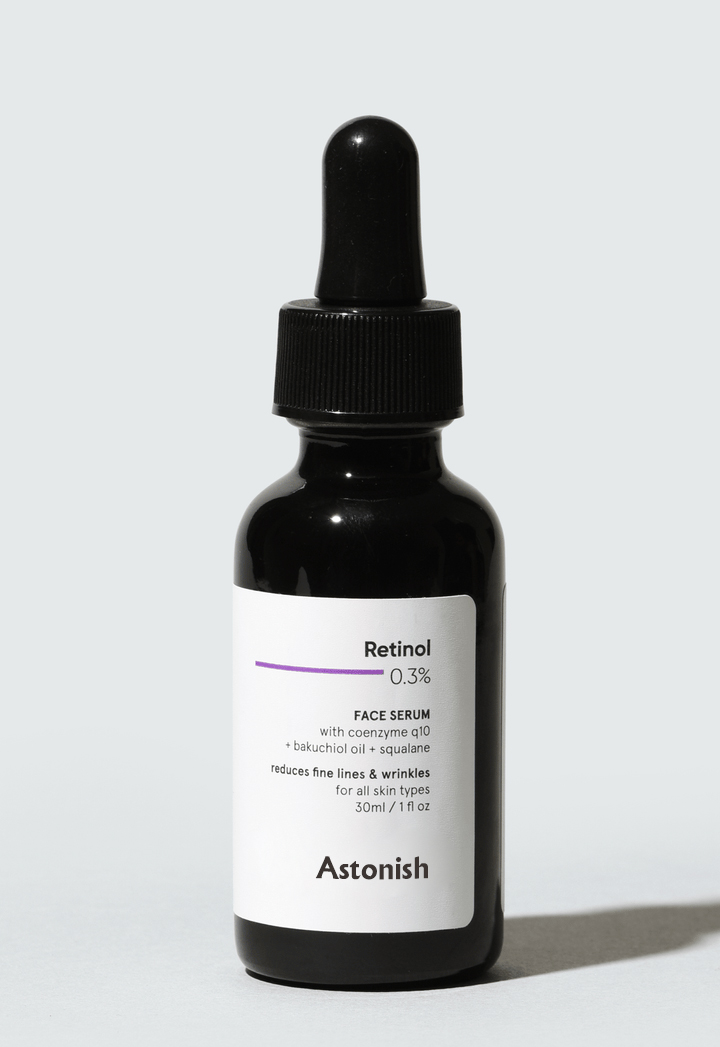 Retinol
0.3%
FACE SERUM
with coenzyme q10
+ bakuchiol oil + squalane
reduces fine lines & wrinkles
for all skin types
30ml / 1 fl oz
Astonish